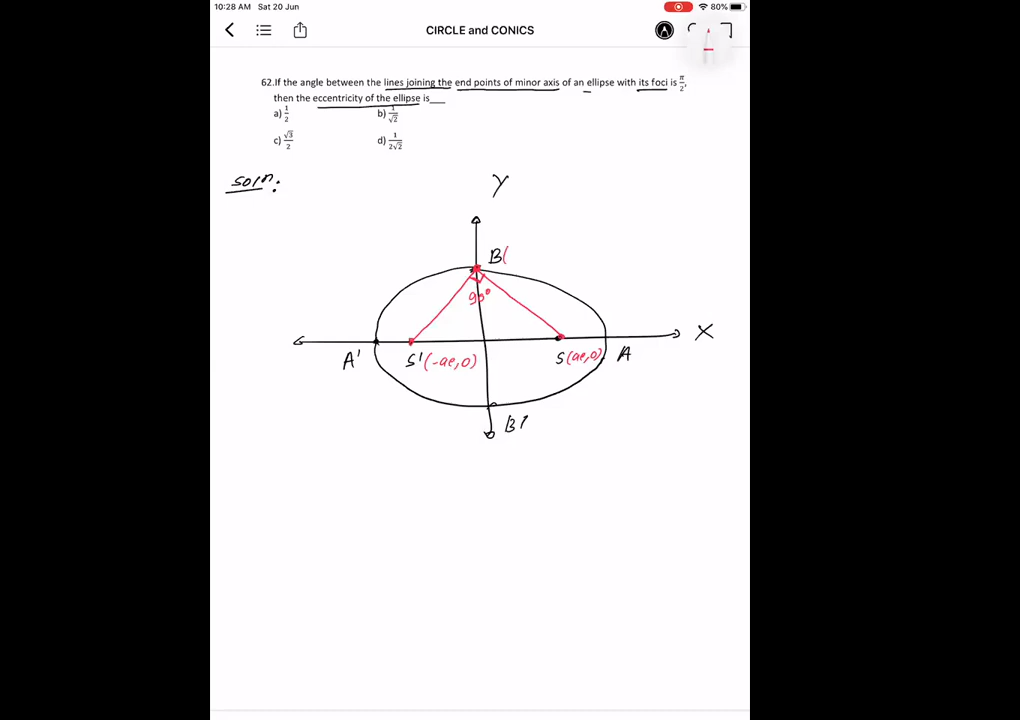 10:28 AM Sat 20 Jun
80%
CIRCLE and CONICS
62.If the angle between the lines joining the end points of minor axis of an ellipse with its foci is π/2,
then the eccentricity of the ellipse is___
a) 1/2 b) 1/√2
c) √3/2 d) 1/2√2
Soln:
Y
B(
90°
X
A' S'(-ae,0) S(ae,0) A
B'